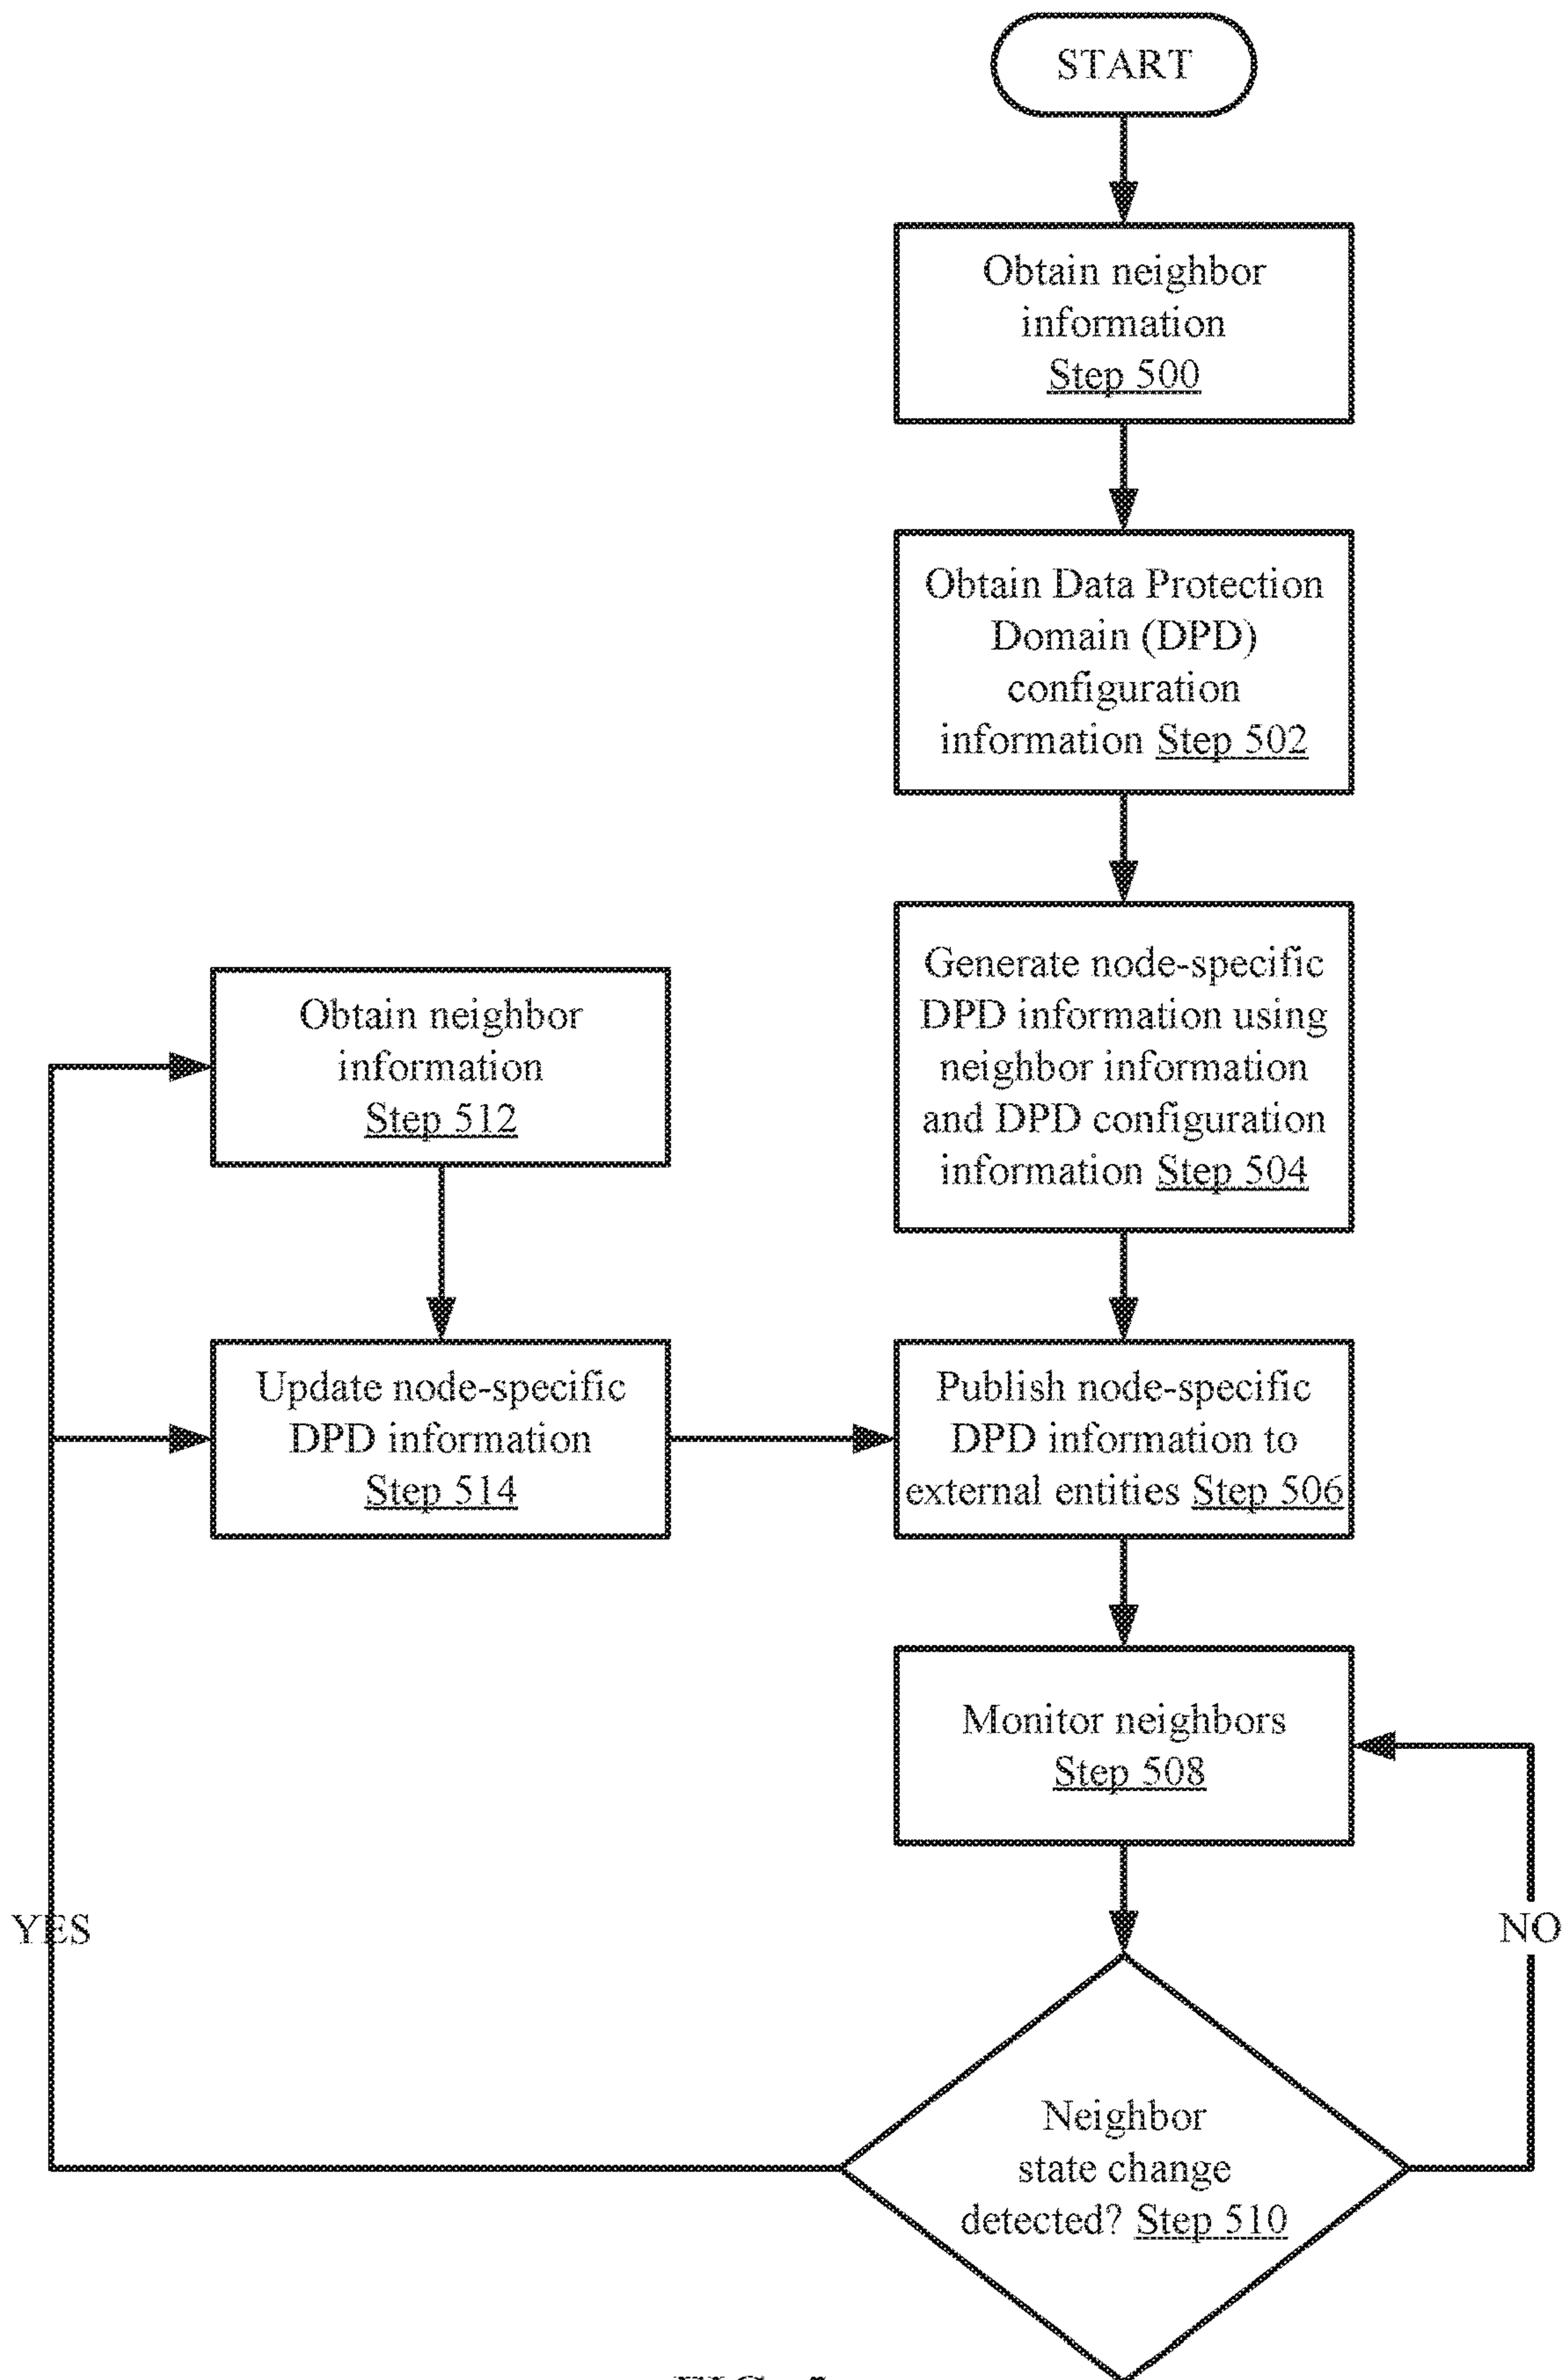 START
Obtain neighbor
information
Step 500
Obtain Data Protection
Domain (DPD)
configuration
information Step 502
Generate node-specific
DPD information using
neighbor information
and DPD configuration
information Step 504
Obtain neighbor
information
Step 512
Update node-specific
DPD information
Step 514
Publish node-specific
DPD information to
external entities Step 506
Monitor neighbors
Step 508
YES
NO
Neighbor
state change
detected? Step 510